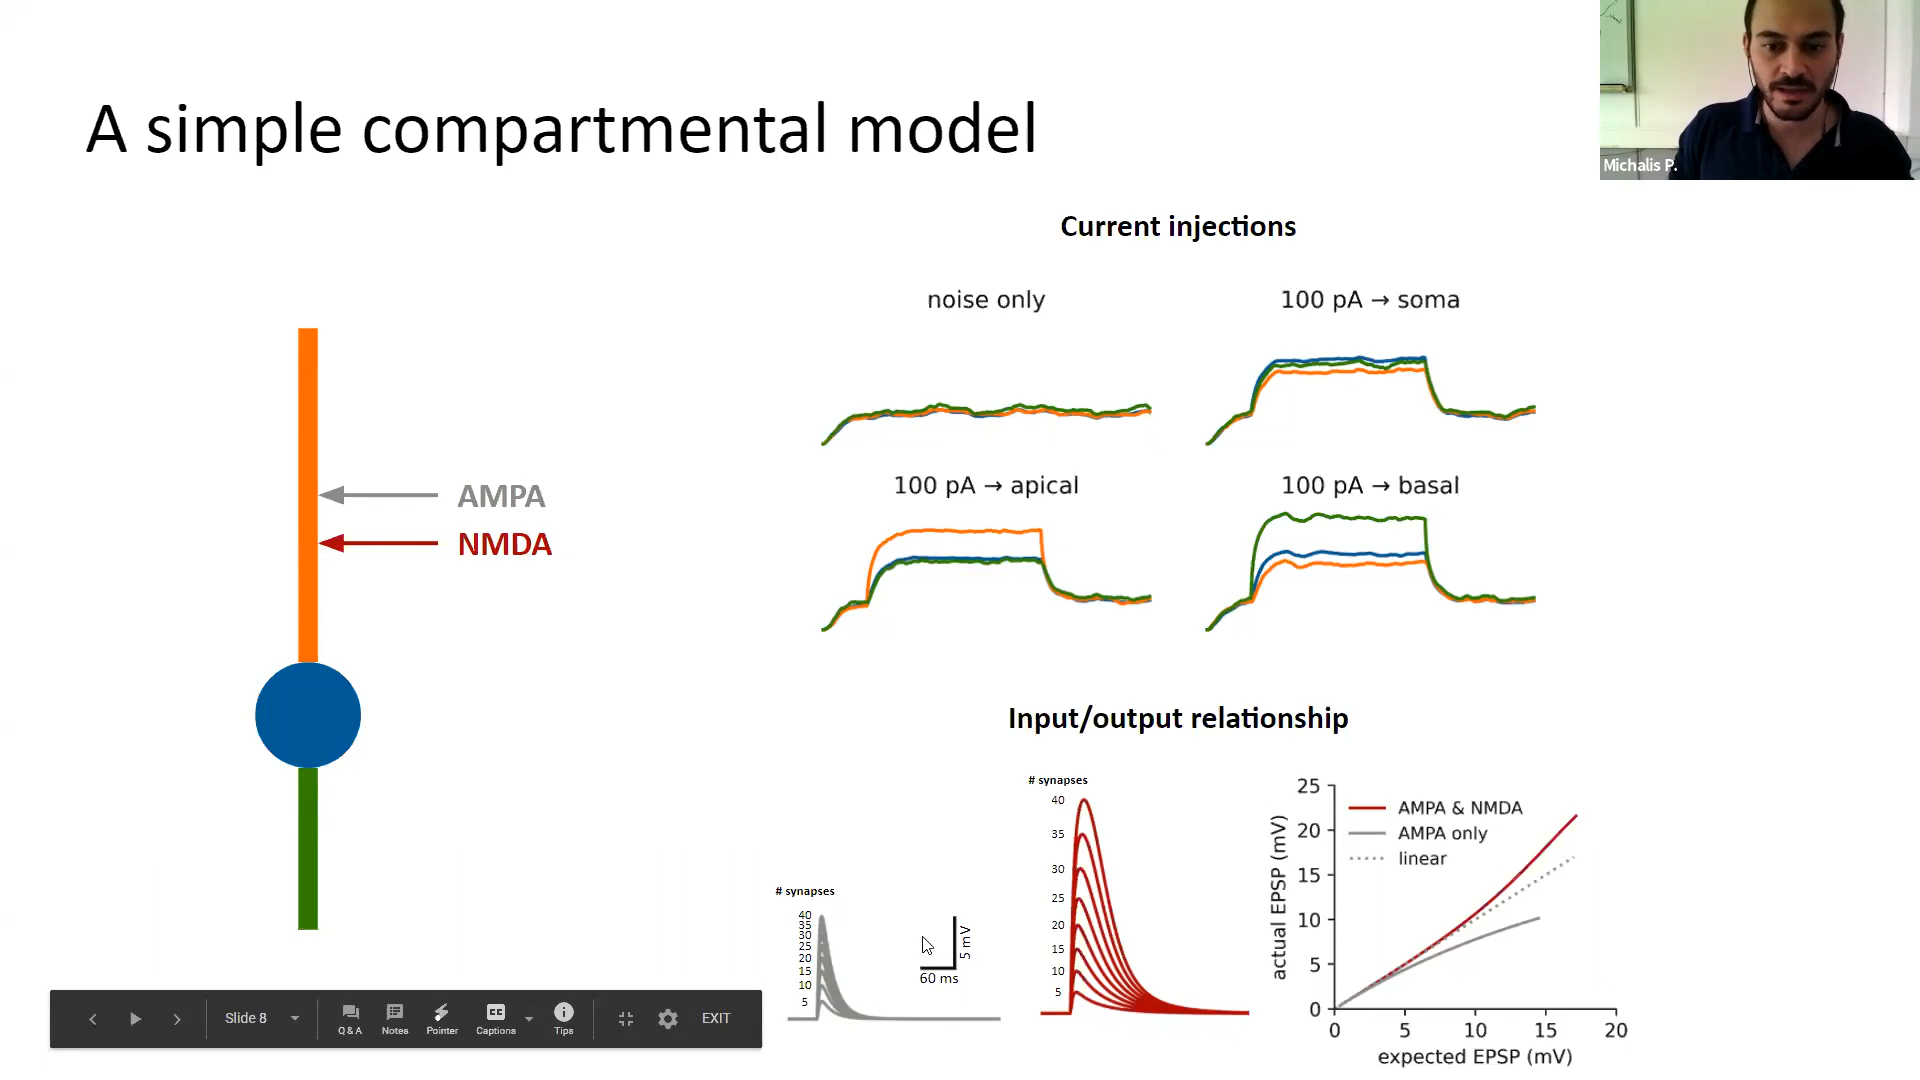 A simple compartmental model
Michalis P.
Current injections
noise only
100 pA → soma
100 pA → apical
100 pA → basal
AMPA
NMDA
Input/output relationship
# synapses
40
35
30
25
20
15
10
5
5 mV
60 ms
# synapses
40
35
30
25
20
15
10
5
25
20
15
10
5
0
actual EPSP (mV)
AMPA & NMDA
AMPA only
linear
0 5 10 15 20
expected EPSP (mV)
Slide 8
Q & A
Notes
Pointer
CC
Captions
Tips
EXIT